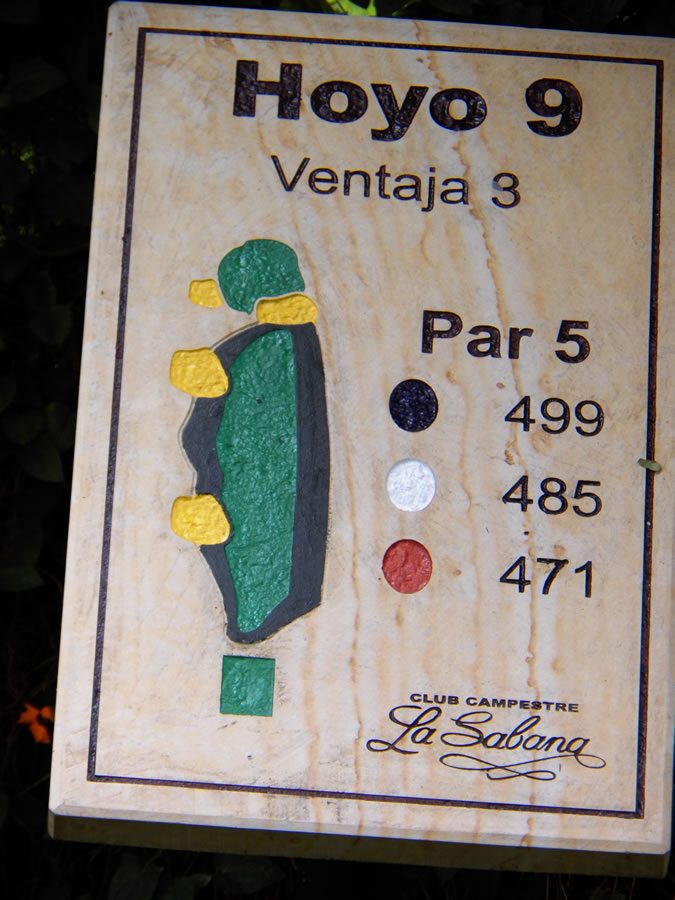 Hoyo 9
Ventaja 3
Par 5
499
485
471
CLUB CAMPESTRE
La Sabana